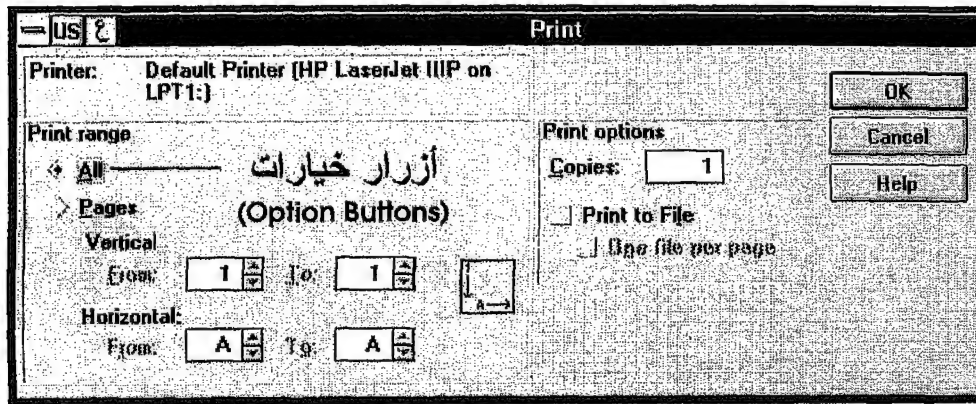 US
Print
Printer: Default Printer (HP LaserJet IIIP on
LPT1:)
OK
Cancel
Help
Print range
All
أزرار خيارات
(Option Buttons)
Pages
Vertical
From: 1 To: 1
Horizontal:
From: A To: A
A
Print options
Copies: 1
Print to File
One file per page